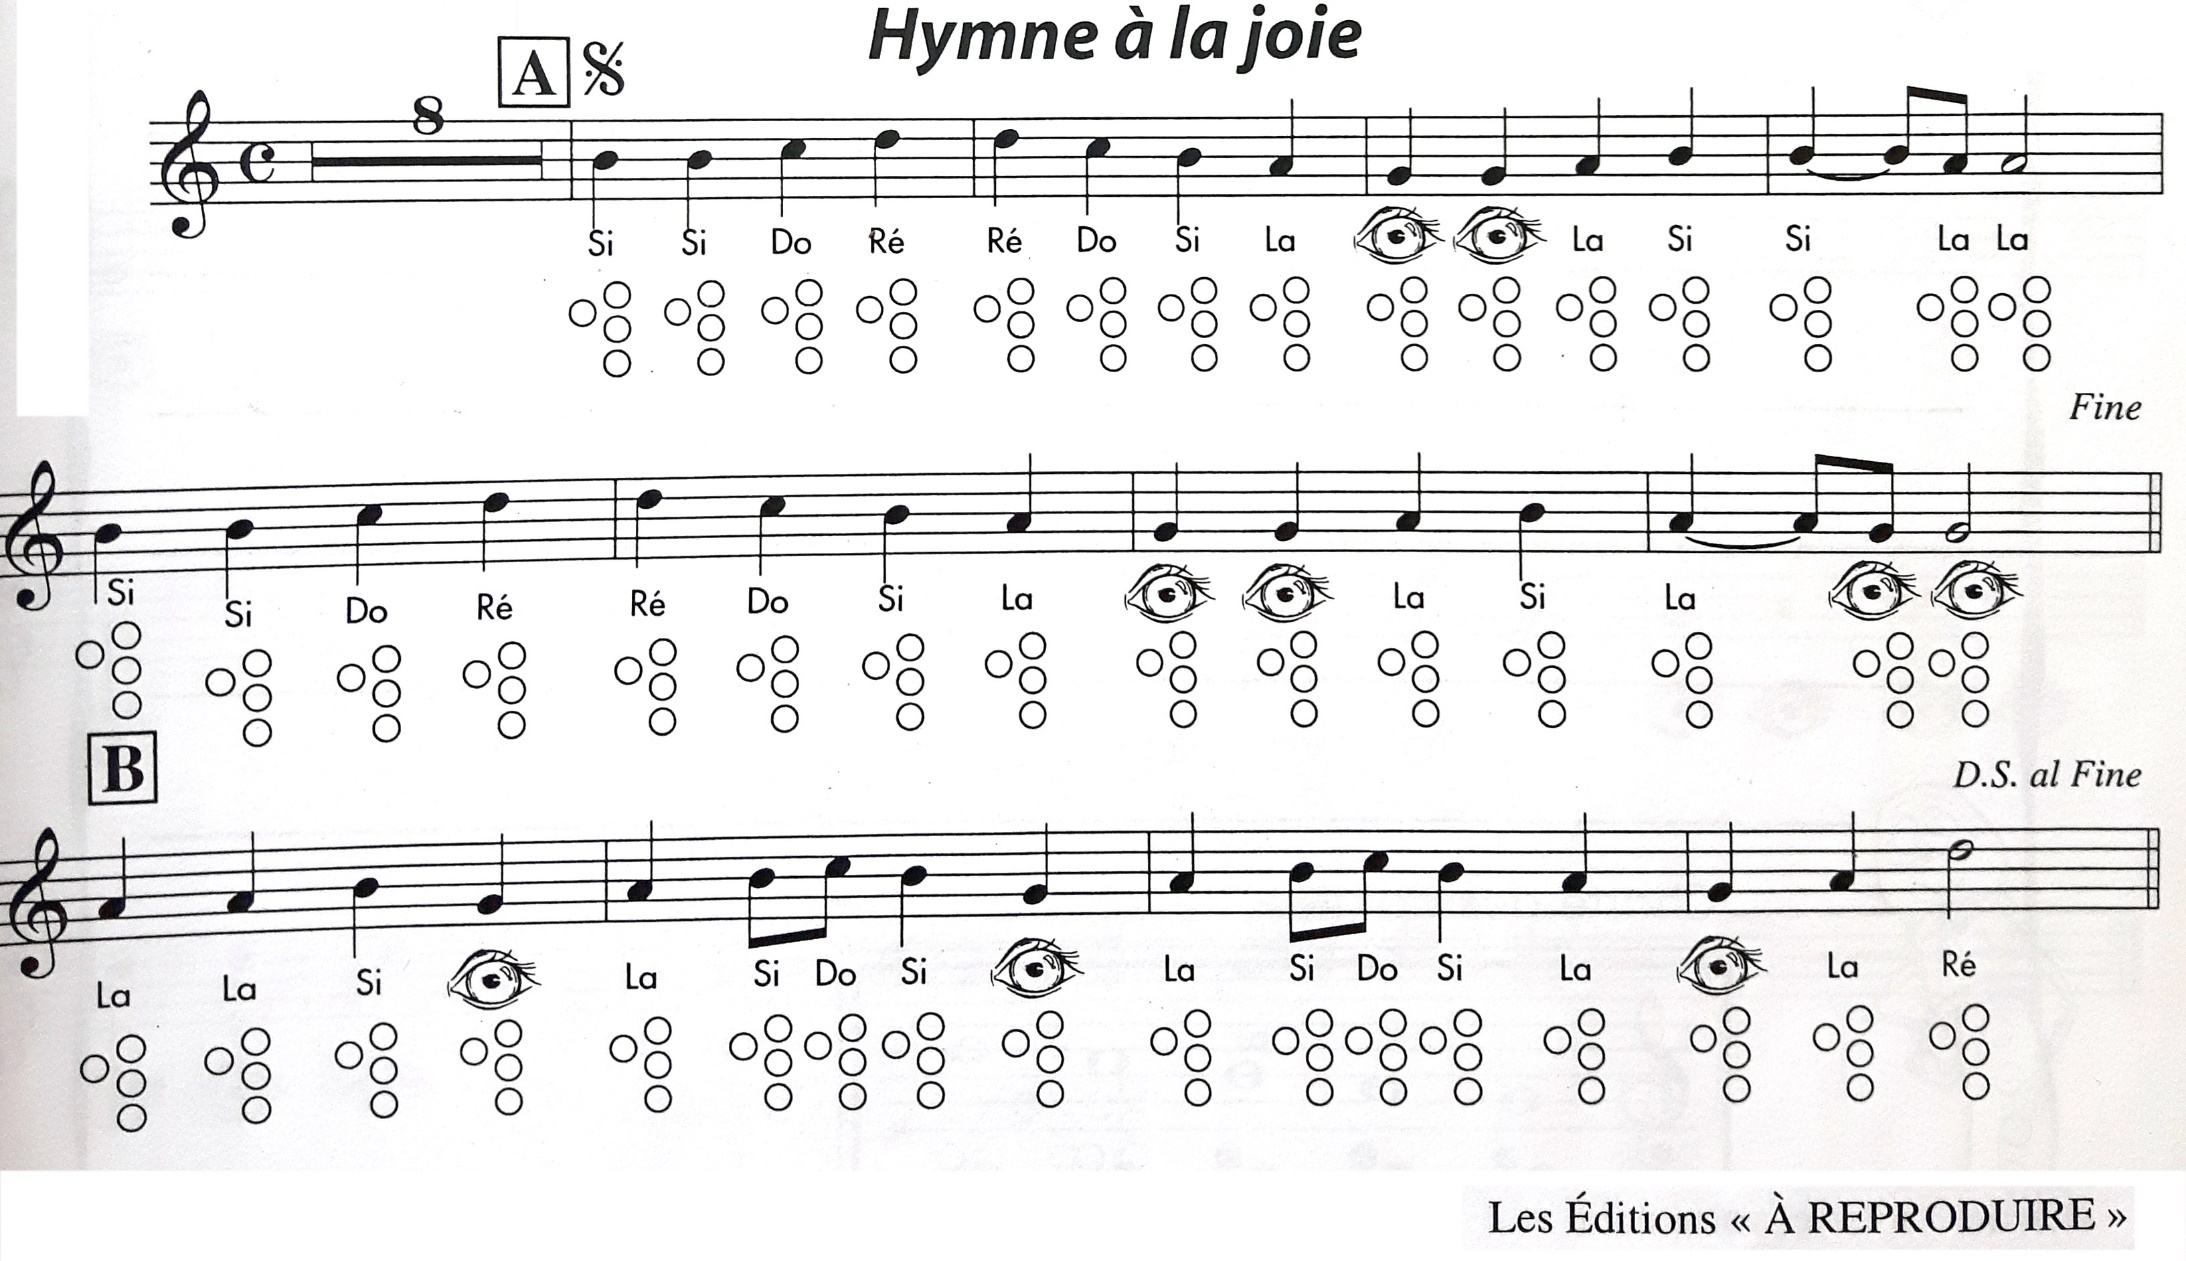 Hymne à la joie
A
8
Si Si Do Ré Ré Do Si La La Si Si La La
Fine
Si Si Do Ré Ré Do Si La La Si La
B
D.S. al Fine
La La Si La Si Do Si La Si Do Si La La Ré
Les Éditions « À REPRODUIRE »